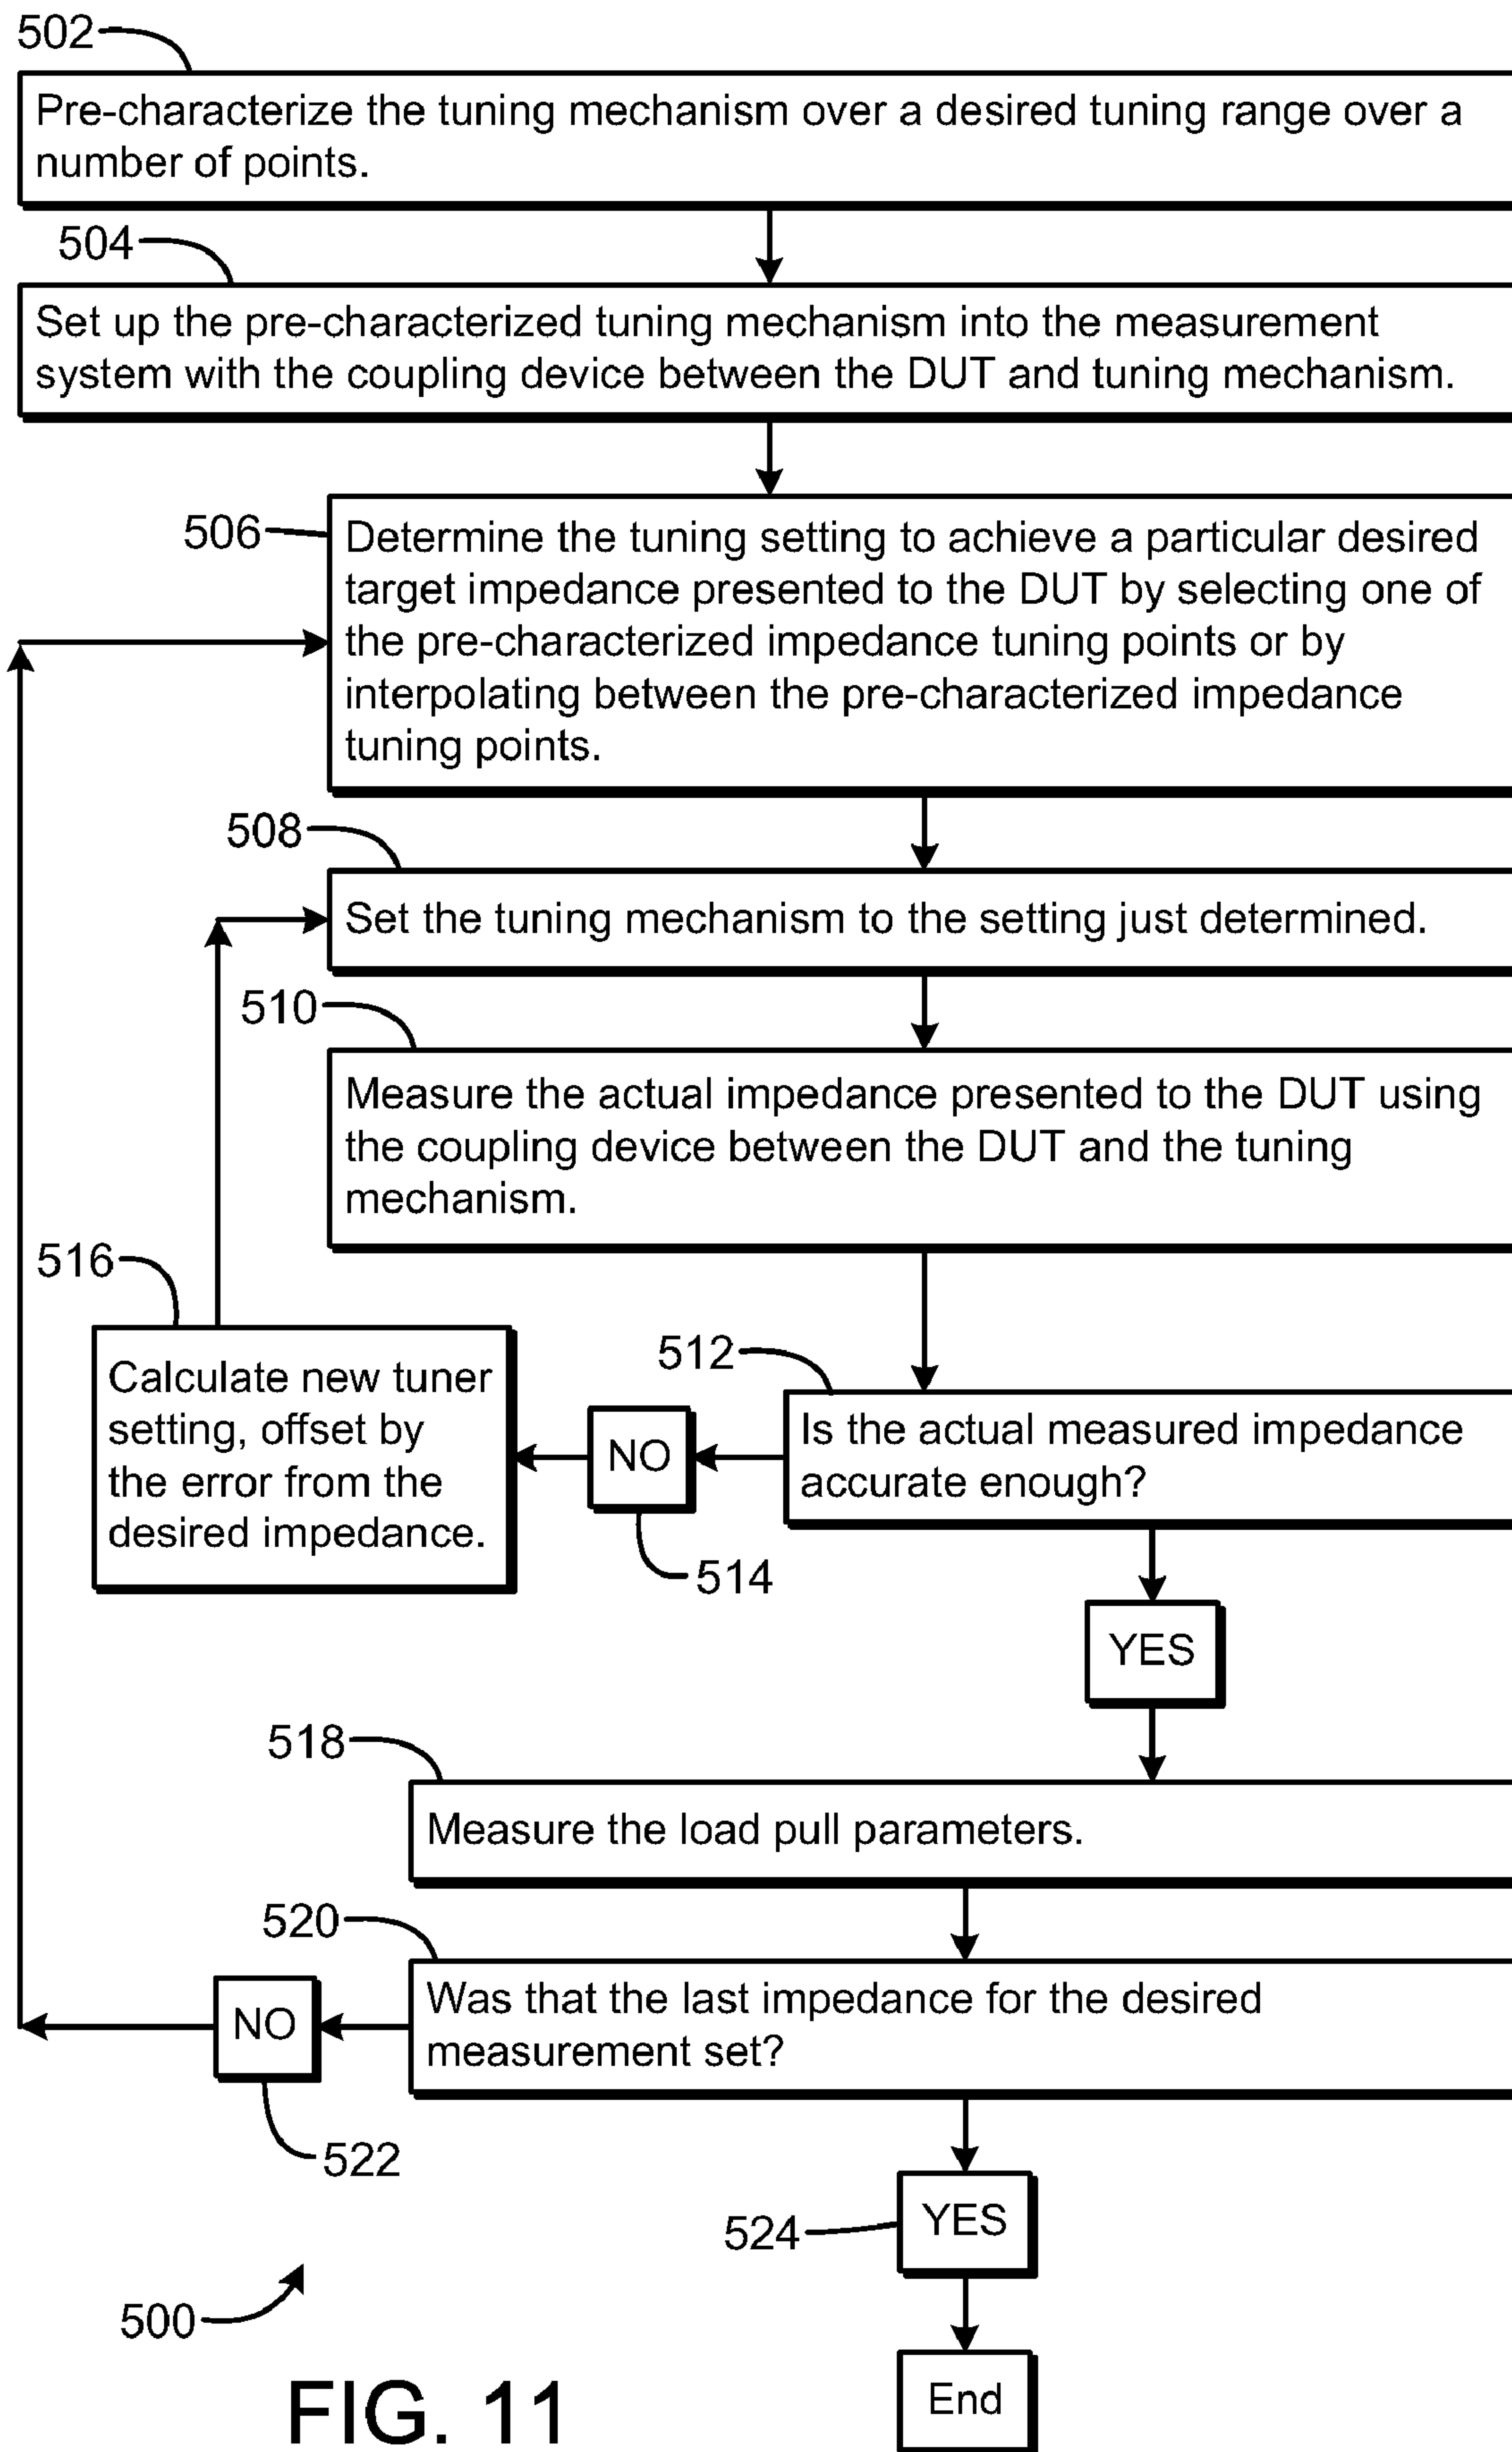 502
Pre-characterize the tuning mechanism over a desired tuning range over a
number of points.
504
Set up the pre-characterized tuning mechanism into the measurement
system with the coupling device between the DUT and tuning mechanism.
506
Determine the tuning setting to achieve a particular desired
target impedance presented to the DUT by selecting one of
the pre-characterized impedance tuning points or by
interpolating between the pre-characterized impedance
tuning points.
508
Set the tuning mechanism to the setting just determined.
510
Measure the actual impedance presented to the DUT using
the coupling device between the DUT and the tuning
mechanism.
512
Is the actual measured impedance
accurate enough?
NO
514
516
Calculate new tuner
setting, offset by
the error from the
desired impedance.
YES
518
Measure the load pull parameters.
520
Was that the last impedance for the desired
measurement set?
NO
522
YES
524
End
500
FIG. 11